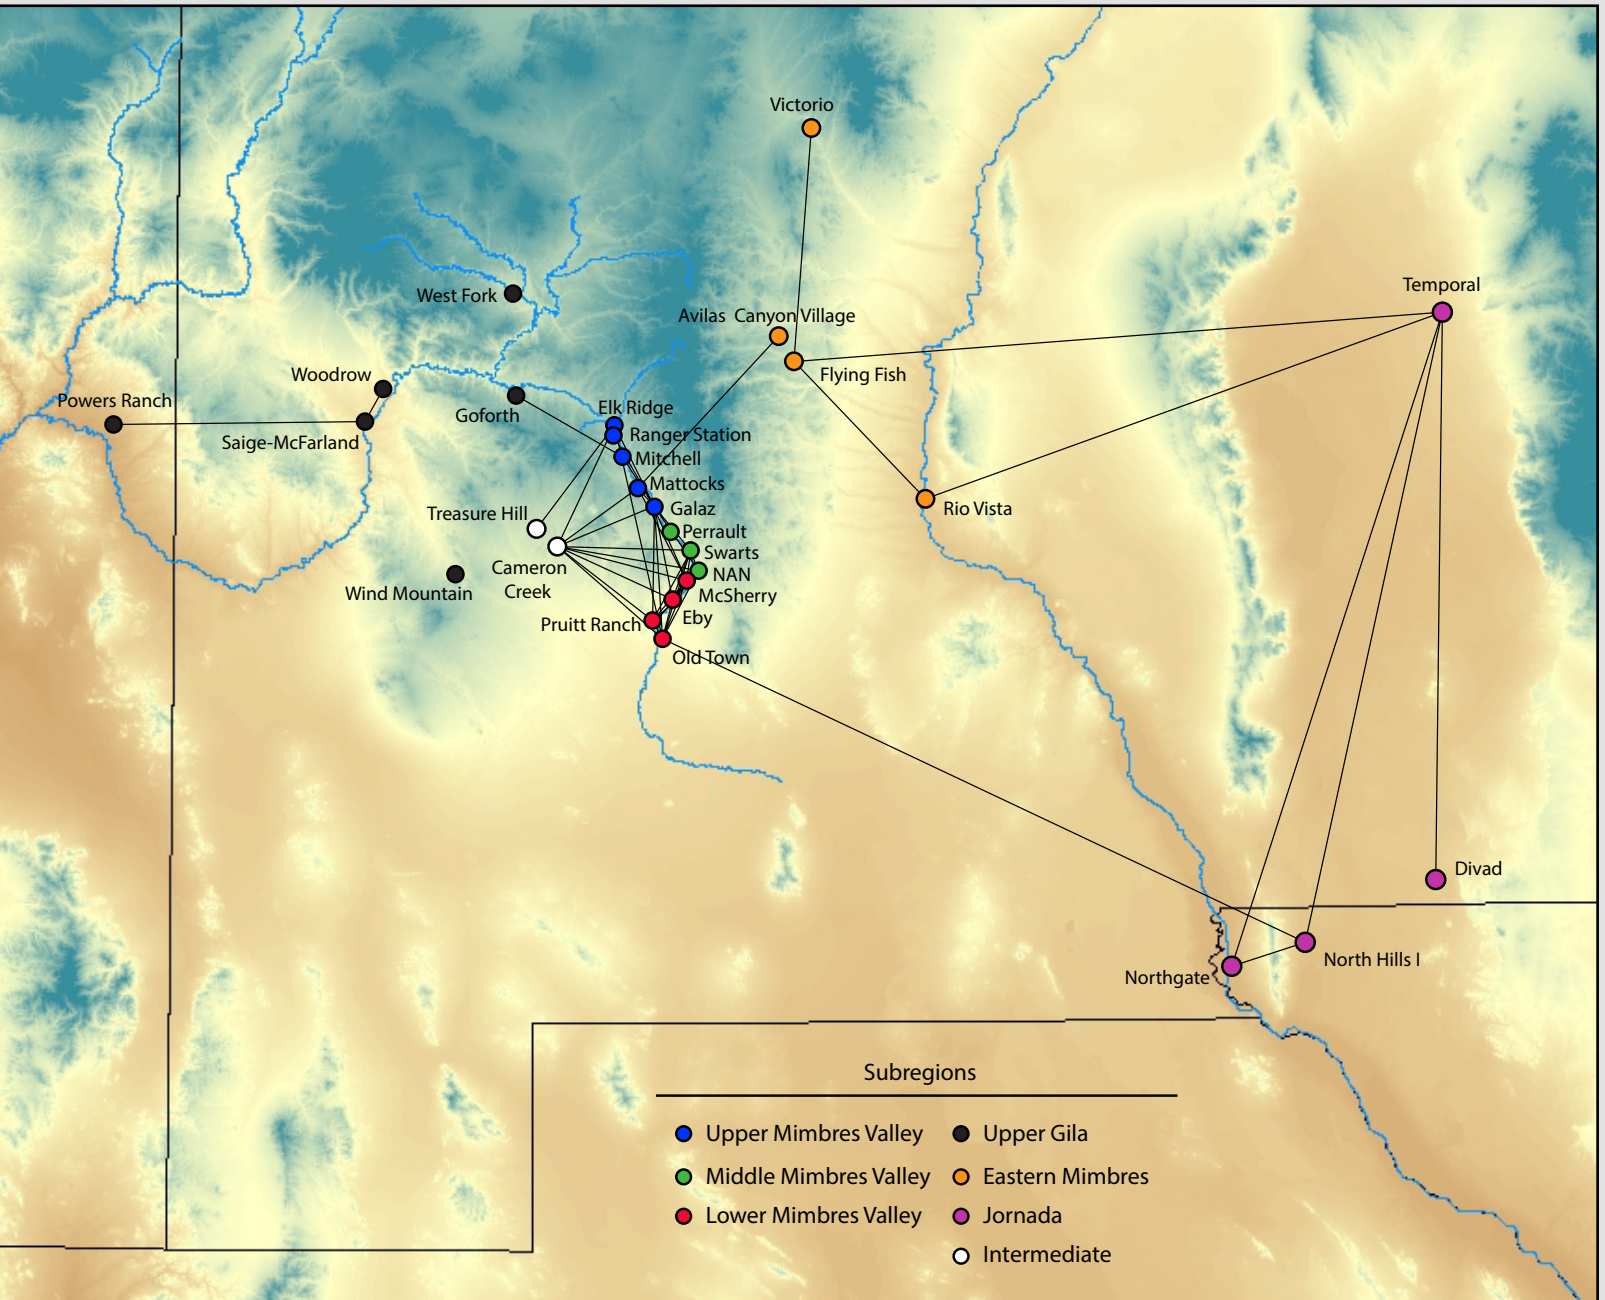 Victorio
Temporal
West Fork
Avilas Canyon Village
Flying Fish
Woodrow
Powers Ranch
Goforth
Elk Ridge
Saige-McFarland
Ranger Station
Mitchell
Mattocks
Treasure Hill
Galaz
Rio Vista
Perrault
Swarts
Cameron
Creek
NAN
Wind Mountain
McSherry
Pruitt Ranch
Eby
Old Town
Divad
North Hills I
Northgate
Subregions
Upper Mimbres Valley
Middle Mimbres Valley
Lower Mimbres Valley
Upper Gila
Eastern Mimbres
Jornada
Intermediate